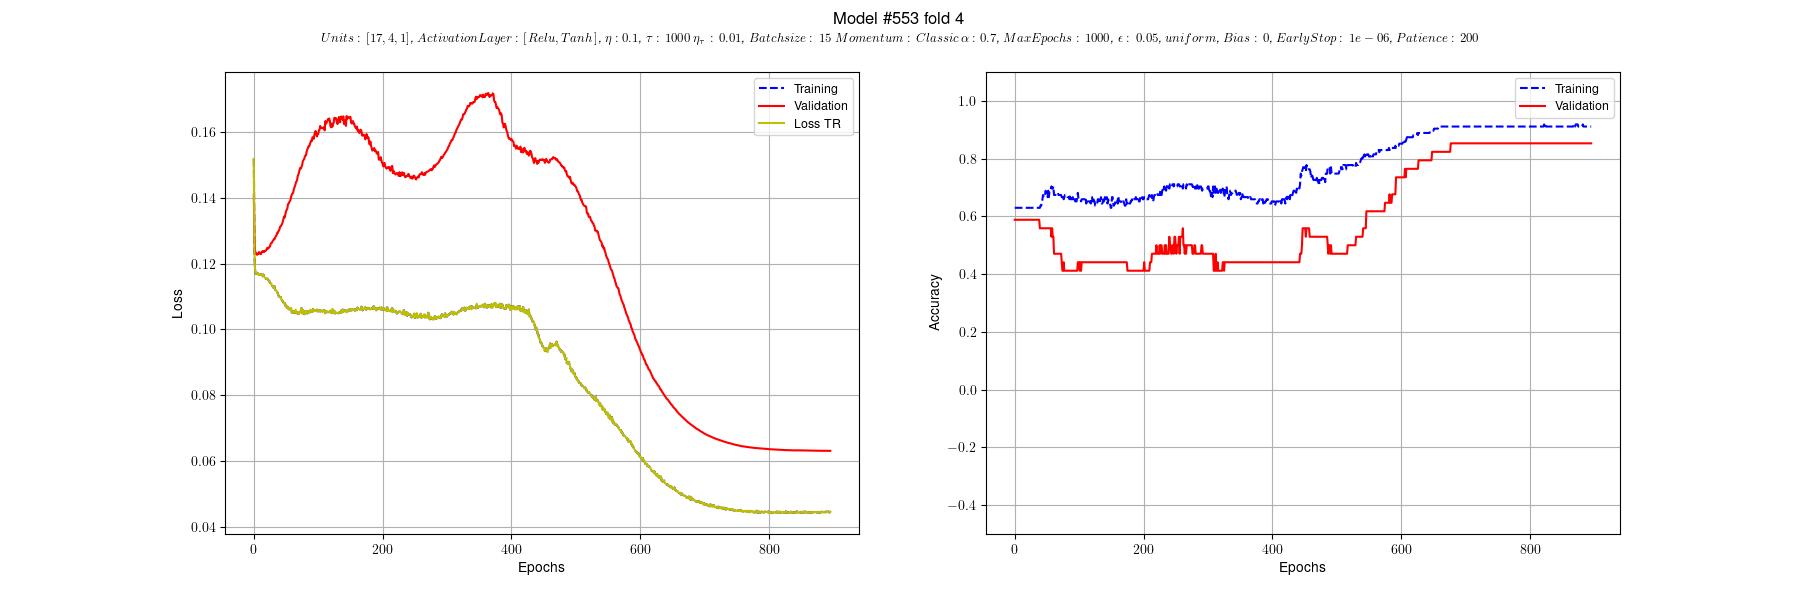 Model #553 fold 4
Units : [17, 4, 1], ActivationLayer : [Relu, Tanh], η : 0.1, τ : 1000 η_τ : 0.01, Batchsize : 15 Momentum : Classic α : 0.7, MaxEpochs : 1000, ϵ : 0.05, uniform, Bias : 0, EarlyStop : 1e − 06, Patience : 200
Training
Validation
Loss TR
0.16
0.14
0.12
0.10
0.08
0.06
0.04
Loss
0 200 400 600 800
Epochs
Training
Validation
1.0
0.8
0.6
0.4
0.2
0.0
−0.2
−0.4
Accuracy
0 200 400 600 800
Epochs